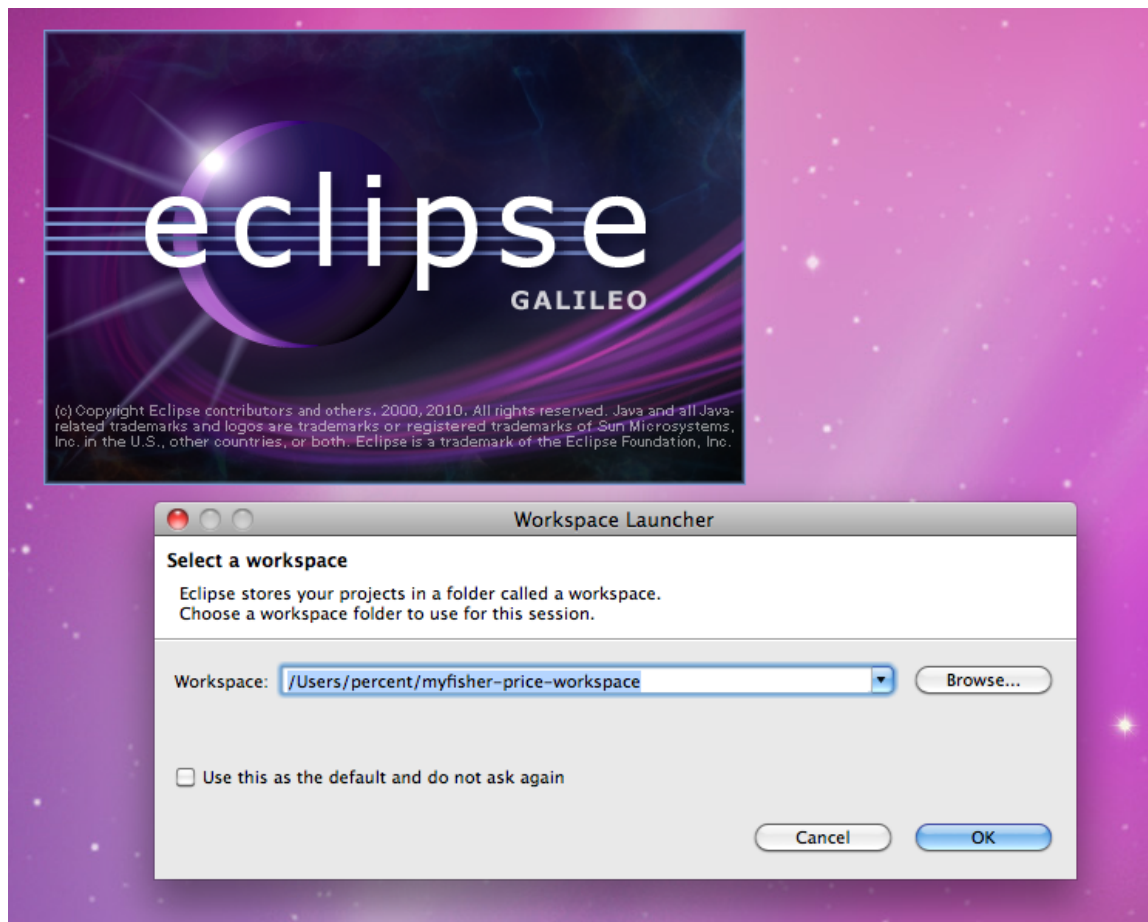 eclipse
GALILEO
(c) Copyright Eclipse contributors and others. 2000, 2010. All rights reserved. Java and all Java-
related trademarks and logos are trademarks or registered trademarks of Sun Microsystems,
Inc. in the U.S., other countries, or both. Eclipse is a trademark of the Eclipse Foundation, Inc.
Workspace Launcher
Select a workspace
Eclipse stores your projects in a folder called a workspace.
Choose a workspace folder to use for this session.
Workspace: /Users/percent/myfisher-price-workspace Browse...
Use this as the default and do not ask again
Cancel OK